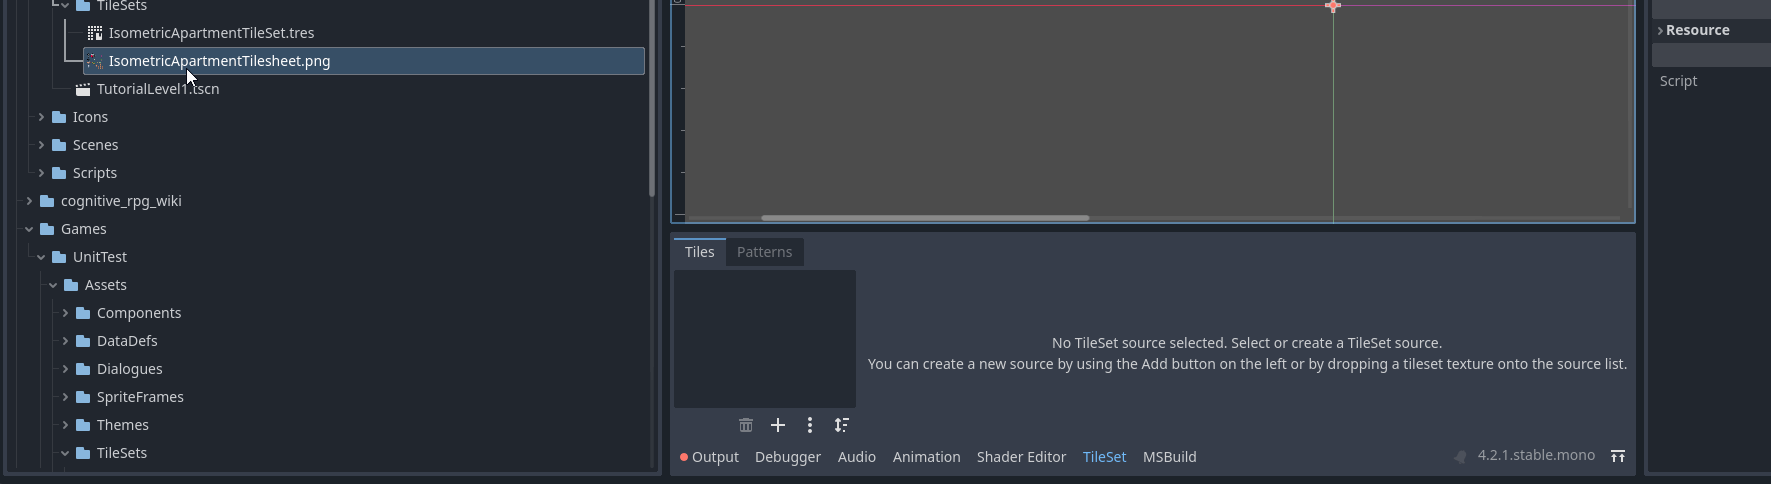 TileSets
IsometricApartmentTileSet.tres
IsometricApartmentTilesheet.png
TutorialLevel1.tscn
Icons
Scenes
Scripts
cognitive_rpg_wiki
Games
UnitTest
Assets
Components
DataDefs
Dialogues
SpriteFrames
Themes
TileSets
Tiles Patterns
No TileSet source selected. Select or create a TileSet source.
You can create a new source by using the Add button on the left or by dropping a tileset texture onto the source list.
Output Debugger Audio Animation Shader Editor TileSet MSBuild 4.2.1.stable.mono
Resource
Script